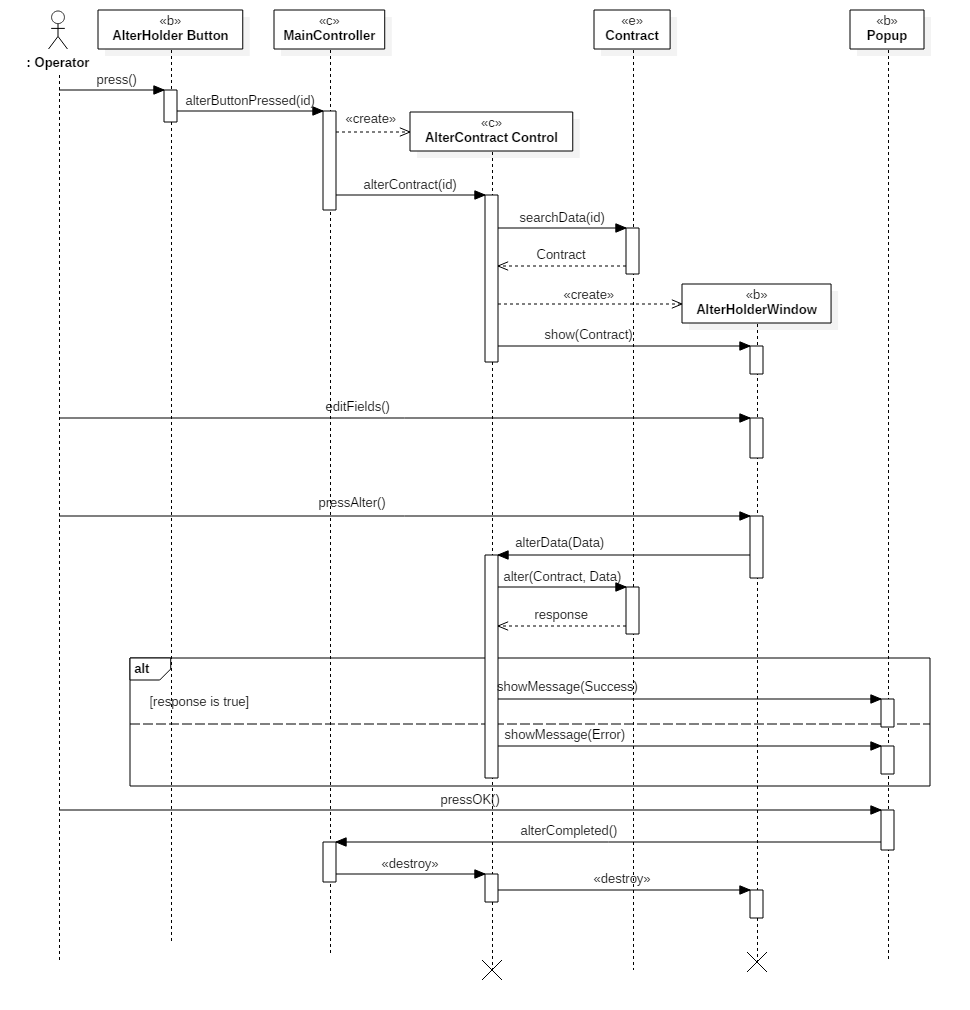 «b»
AlterHolder Button
«c»
MainController
«e»
Contract
«b»
Popup
: Operator
press()
alterButtonPressed(id)
«create»
«c»
AlterContract Control
alterContract(id)
searchData(id)
Contract
«create»
«b»
AlterHolderWindow
show(Contract)
editFields()
pressAlter()
alterData(Data)
alter(Contract, Data)
response
alt
[response is true]
showMessage(Success)
showMessage(Error)
pressOK()
alterCompleted()
«destroy»
«destroy»